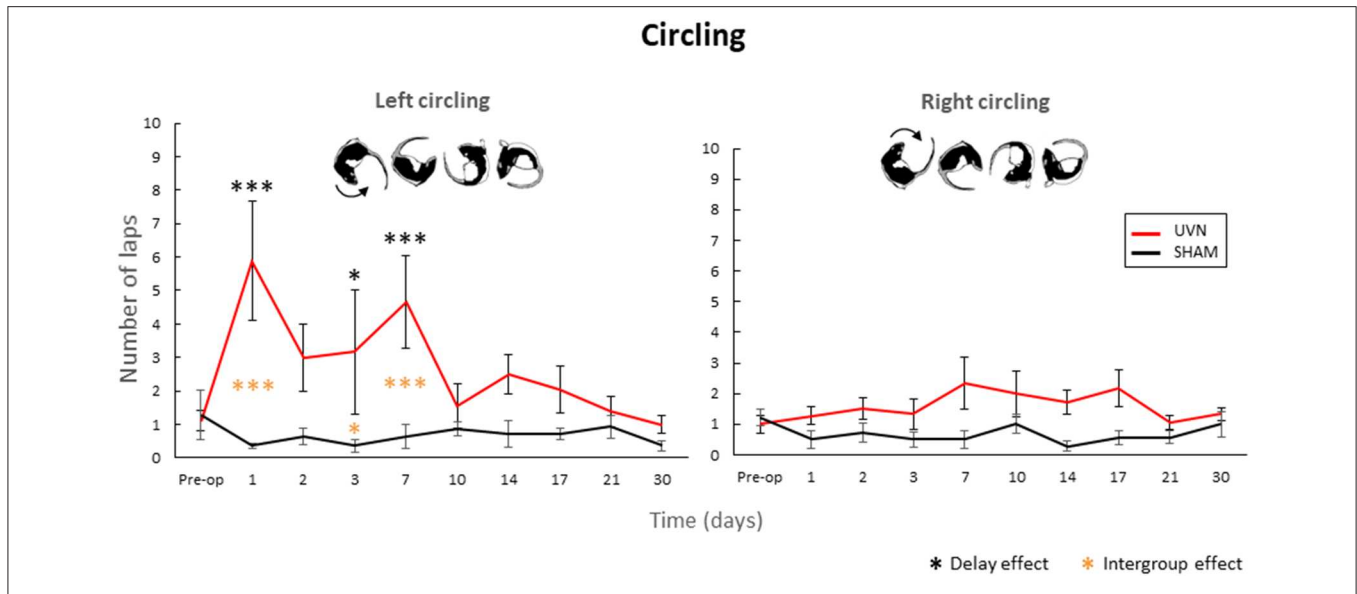 Circling
Left circling
Right circling
10
9
8
7
6
5
4
3
2
1
0
***
***
*
***
***
*
Number of laps
Pre-op 1 2 3 7 10 14 17 21 30
10
9
8
7
6
5
4
3
2
1
0
UVN
SHAM
Pre-op 1 2 3 7 10 14 17 21 30
Time (days)
* Delay effect * Intergroup effect